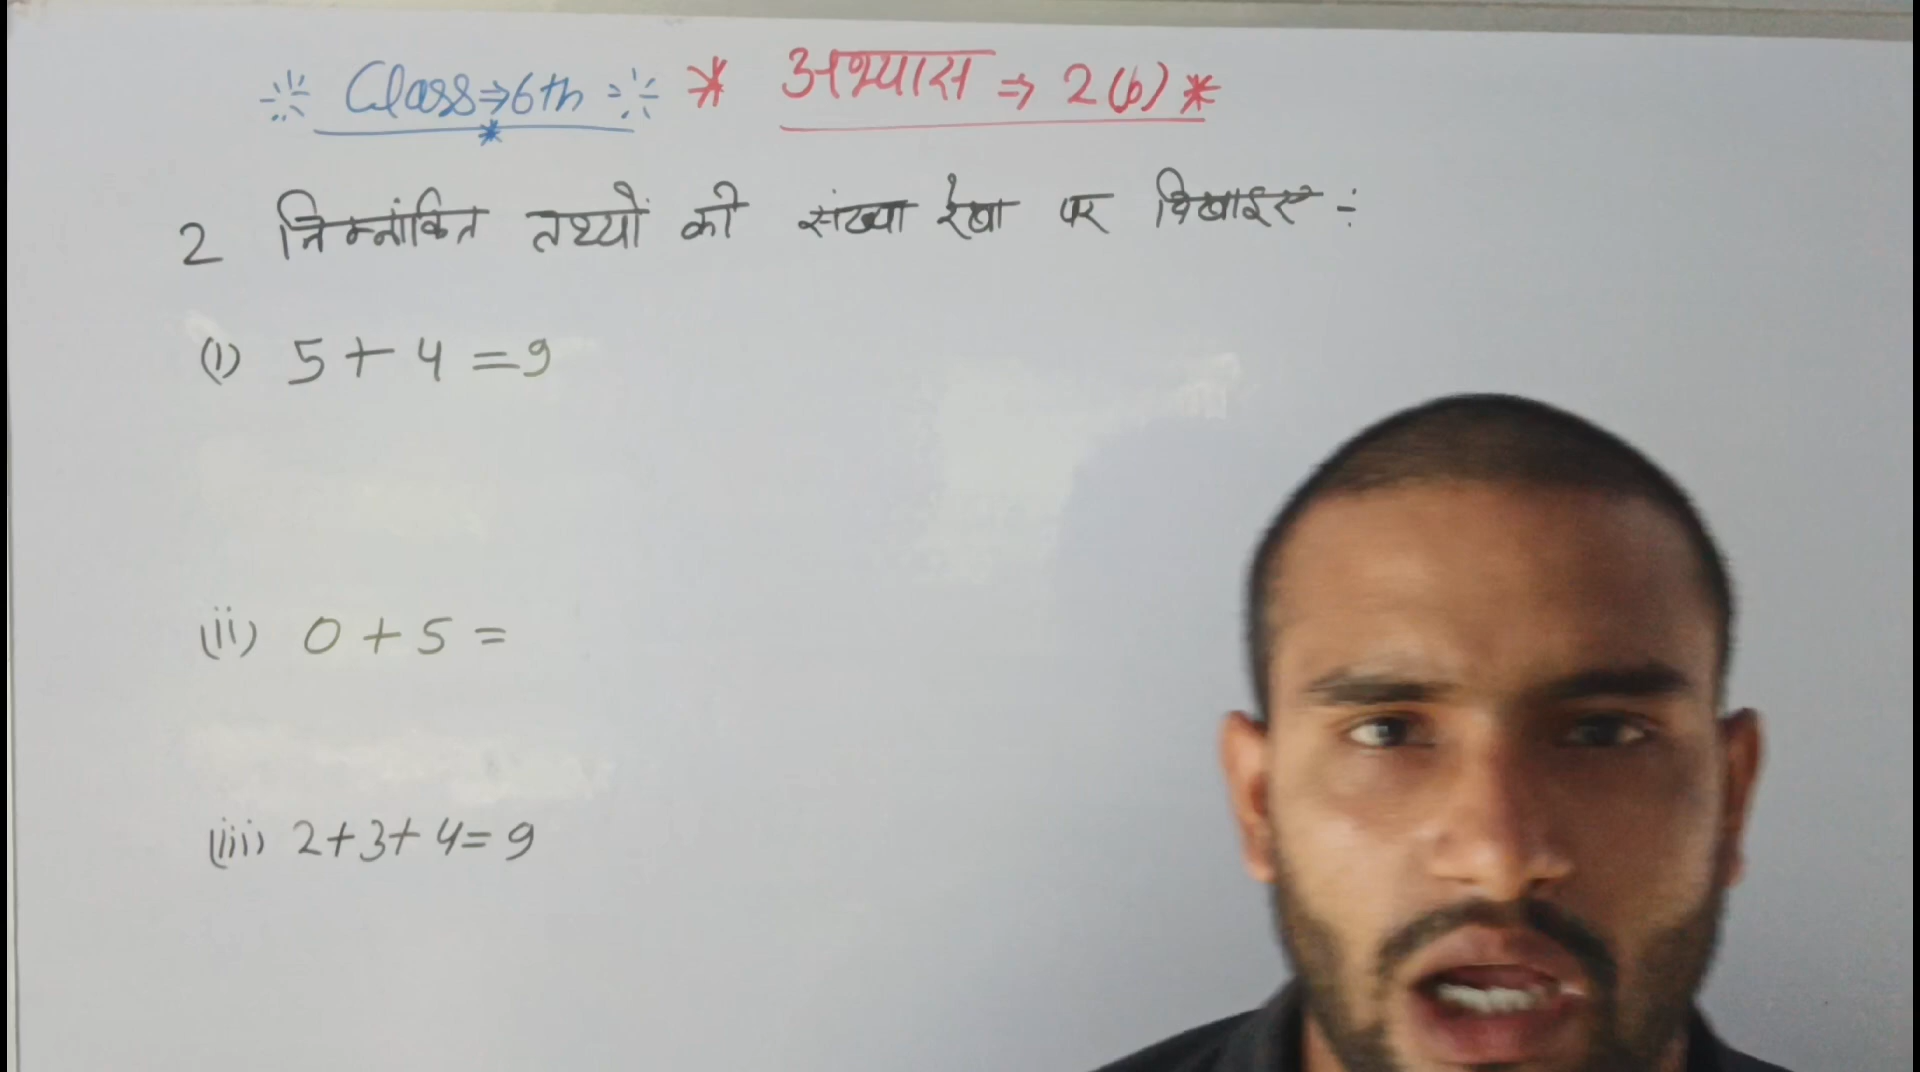 Class⇒6th * अभ्यास ⇒ 2(b) *
2 निम्नांकित तथ्यों को संख्या रेखा पर दिखाइए :-
(i) 5 + 4 = 9
(ii) 0 + 5 =
(iii) 2+3+4=9